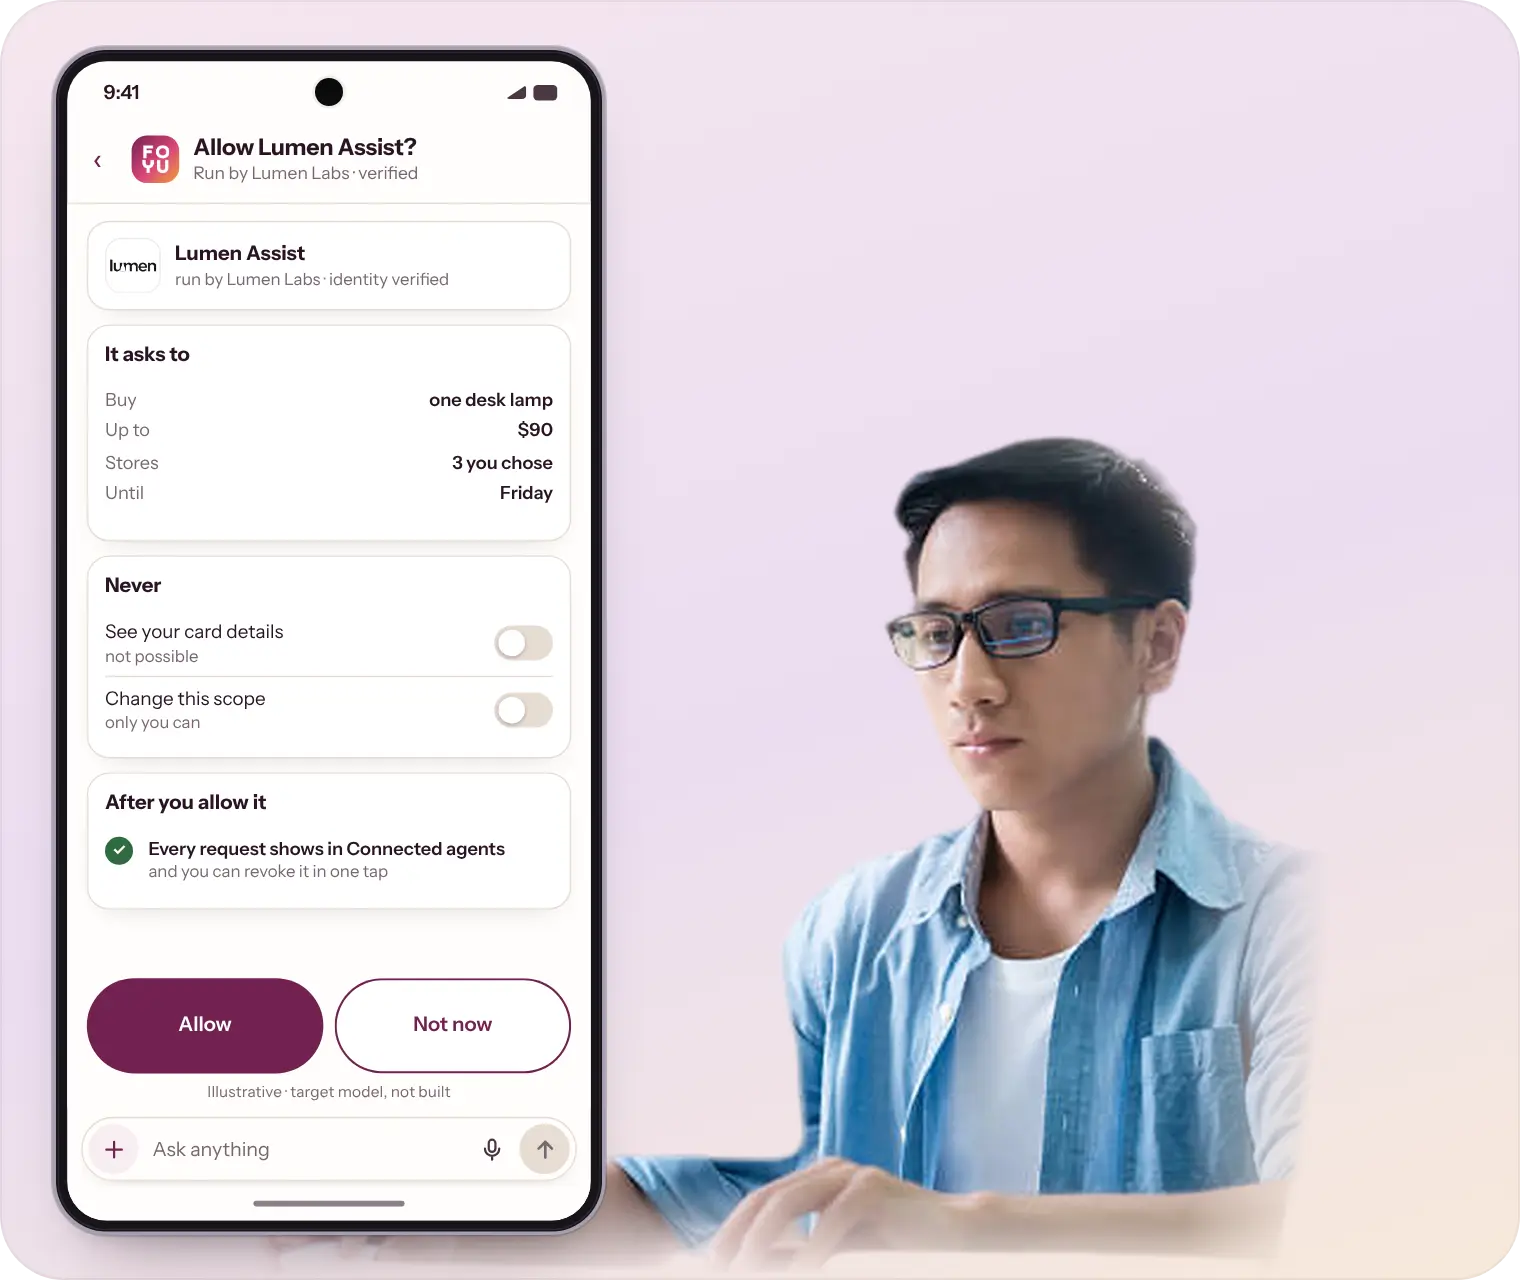 9:41
FO
YU
Allow Lumen Assist?
Run by Lumen Labs · verified
lumen
Lumen Assist
run by Lumen Labs · identity verified
It asks to
Buy one desk lamp
Up to $90
Stores 3 you chose
Until Friday
Never
See your card details
not possible
Change this scope
only you can
After you allow it
Every request shows in Connected agents
and you can revoke it in one tap
Allow Not now
Illustrative · target model, not built
Ask anything